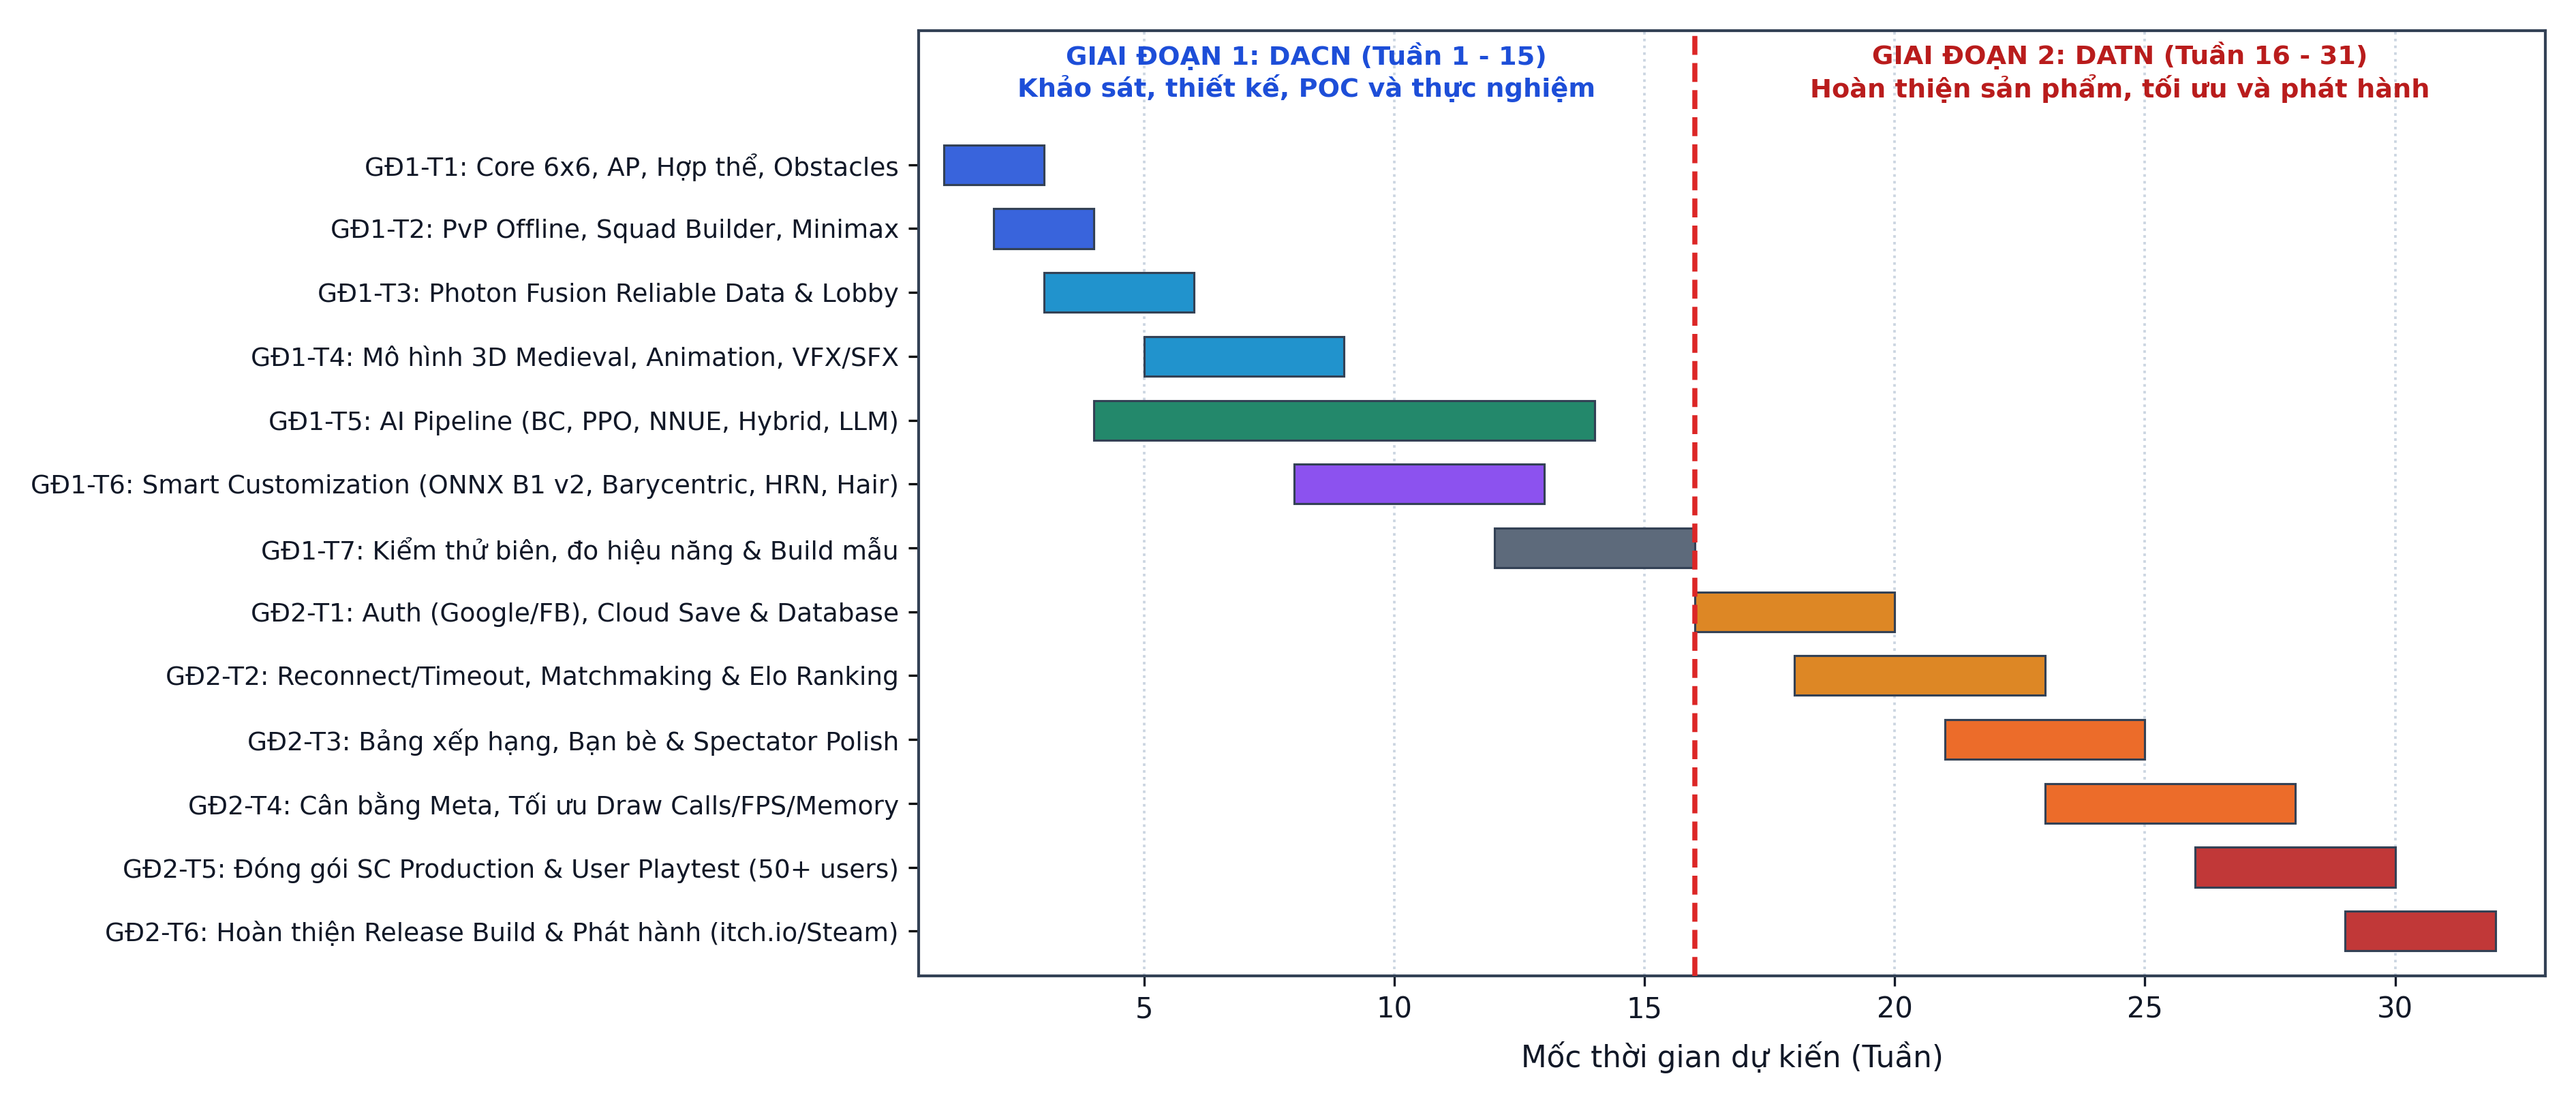 GIAI ĐOẠN 1: DACN (Tuần 1 - 15)
Khảo sát, thiết kế, POC và thực nghiệm
GIAI ĐOẠN 2: DATN (Tuần 16 - 31)
Hoàn thiện sản phẩm, tối ưu và phát hành
GĐ1-T1: Core 6x6, AP, Hợp thể, Obstacles
GĐ1-T2: PvP Offline, Squad Builder, Minimax
GĐ1-T3: Photon Fusion Reliable Data & Lobby
GĐ1-T4: Mô hình 3D Medieval, Animation, VFX/SFX
GĐ1-T5: AI Pipeline (BC, PPO, NNUE, Hybrid, LLM)
GĐ1-T6: Smart Customization (ONNX B1 v2, Barycentric, HRN, Hair)
GĐ1-T7: Kiểm thử biên, đo hiệu năng & Build mẫu
GĐ2-T1: Auth (Google/FB), Cloud Save & Database
GĐ2-T2: Reconnect/Timeout, Matchmaking & Elo Ranking
GĐ2-T3: Bảng xếp hạng, Bạn bè & Spectator Polish
GĐ2-T4: Cân bằng Meta, Tối ưu Draw Calls/FPS/Memory
GĐ2-T5: Đóng gói SC Production & User Playtest (50+ users)
GĐ2-T6: Hoàn thiện Release Build & Phát hành (itch.io/Steam)
5 10 15 20 25 30
Mốc thời gian dự kiến (Tuần)